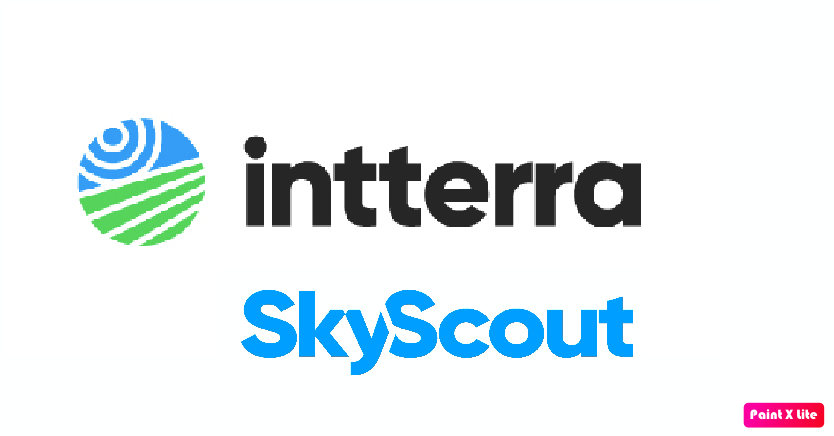 intterra
SkyScout
Paint X Lite